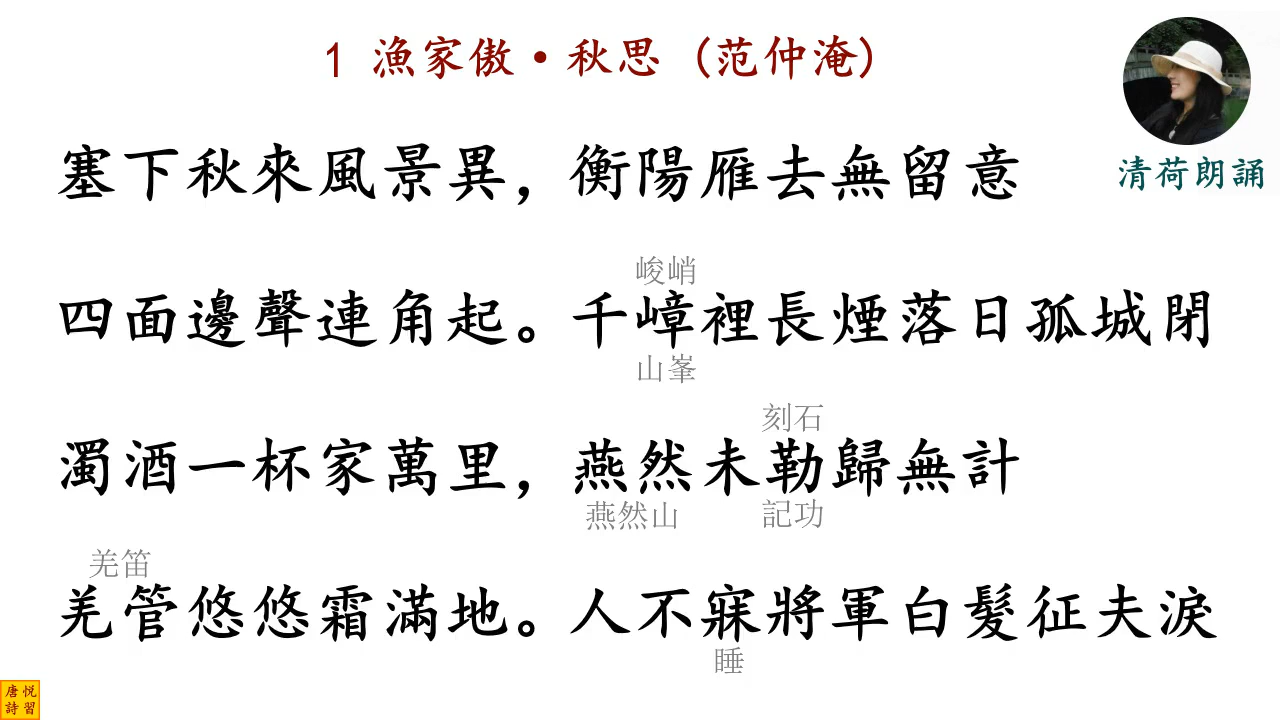 1 漁家傲·秋思 (范仲淹)
清荷朗誦
塞下秋來風景異，衡陽雁去無留意
峻峭
四面邊聲連角起。千嶂裡長煙落日孤城閉
山峯
刻石
濁酒一杯家萬里，燕然未勒歸無計
燕然山 記功
羌笛
羌管悠悠霜滿地。人不寐將軍白髮征夫淚
睡
唐悅
詩習